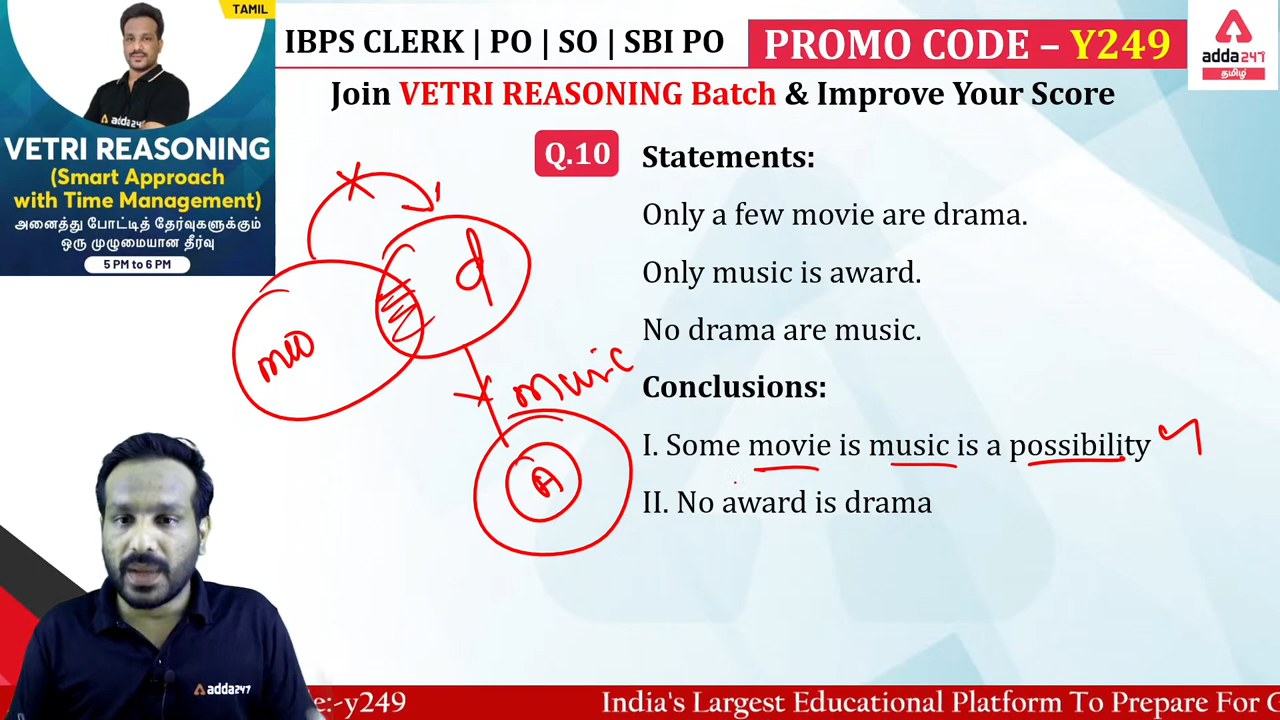 TAMIL
adda247
VETRI REASONING
(Smart Approach
with Time Management)
அனைத்து போட்டித் தேர்வுகளுக்கும்
ஒரு முழுமையான தீர்வு
5 PM to 6 PM
IBPS CLERK | PO | SO | SBI PO
PROMO CODE – Y249
adda247
தமிழ்
Join VETRI REASONING Batch & Improve Your Score
Q.10
Statements:
Only a few movie are drama.
Only music is award.
No drama are music.
Conclusions:
I. Some movie is music is a possibility
II. No award is drama
d
music
A
adda247
e:-y249
India's Largest Educational Platform To Prepare For